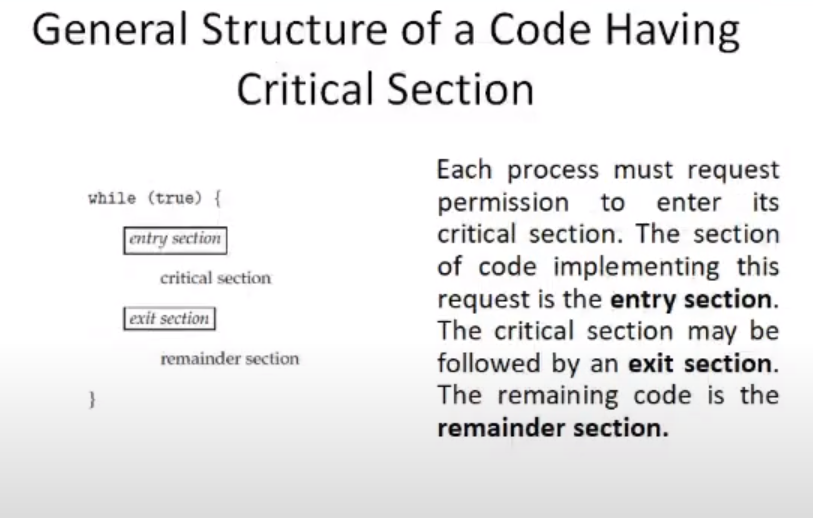 General Structure of a Code Having
Critical Section
while (true) {
entry section
critical section
exit section
remainder section
}
Each process must request
permission to enter its
critical section. The section
of code implementing this
request is the entry section.
The critical section may be
followed by an exit section.
The remaining code is the
remainder section.